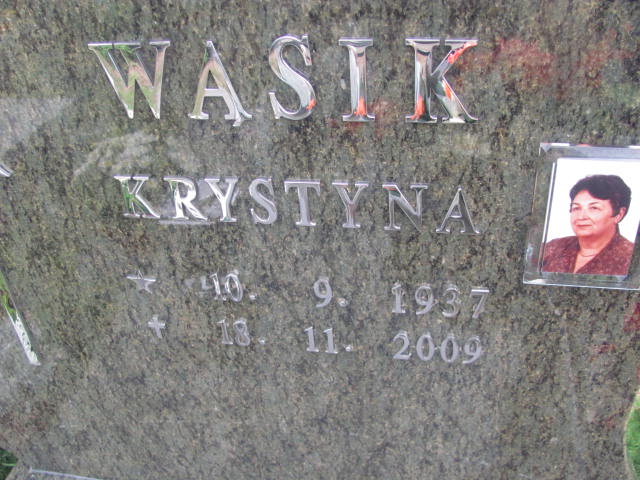 WASIK
KRYSTYNA
* 10. 9. 1937
† 18. 11. 2009